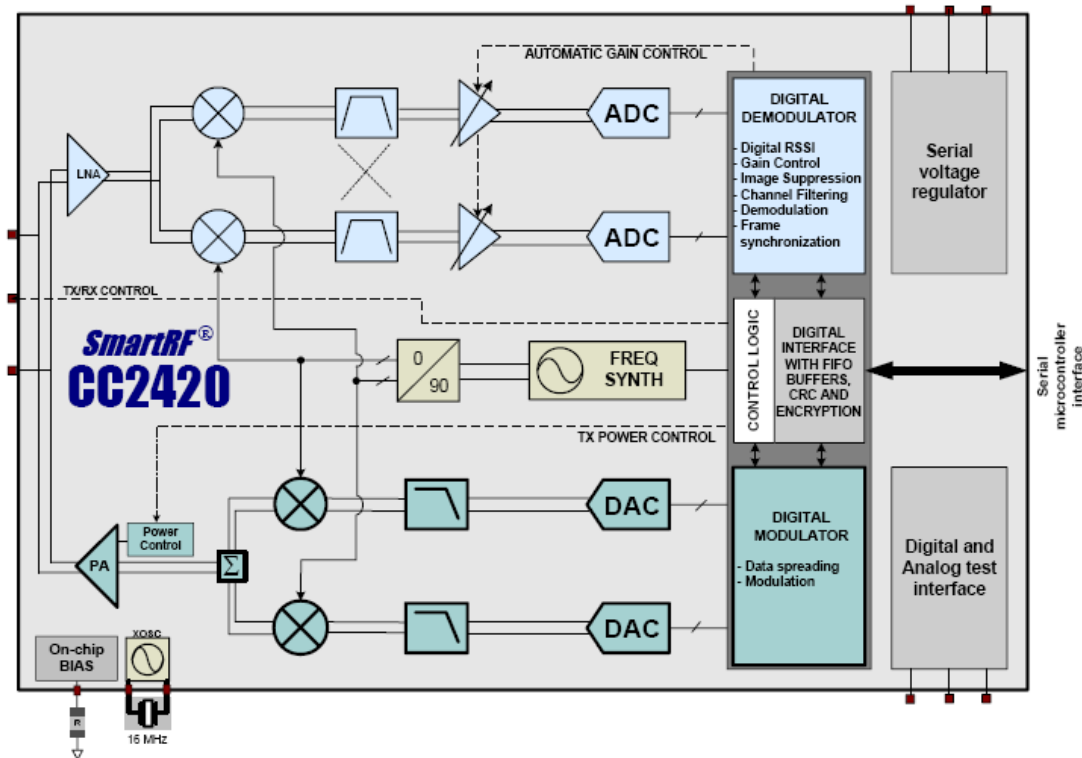 AUTOMATIC GAIN CONTROL
LNA
ADC
ADC
DIGITAL
DEMODULATOR
- Digital RSSI
- Gain Control
- Image Suppression
- Channel Filtering
- Demodulation
- Frame
synchronization
Serial
voltage
regulator
TX/RX CONTROL
SmartRF®
CC2420
0
90
FREQ
SYNTH
CONTROL LOGIC
DIGITAL
INTERFACE
WITH FIFO
BUFFERS,
CRC AND
ENCRYPTION
Serial
microcontroller
interface
TX POWER CONTROL
Power
Control
PA
Σ
DAC
DAC
DIGITAL
MODULATOR
- Data spreading
- Modulation
Digital and
Analog test
interface
On-chip
BIAS
XOSC
R
16 MHz